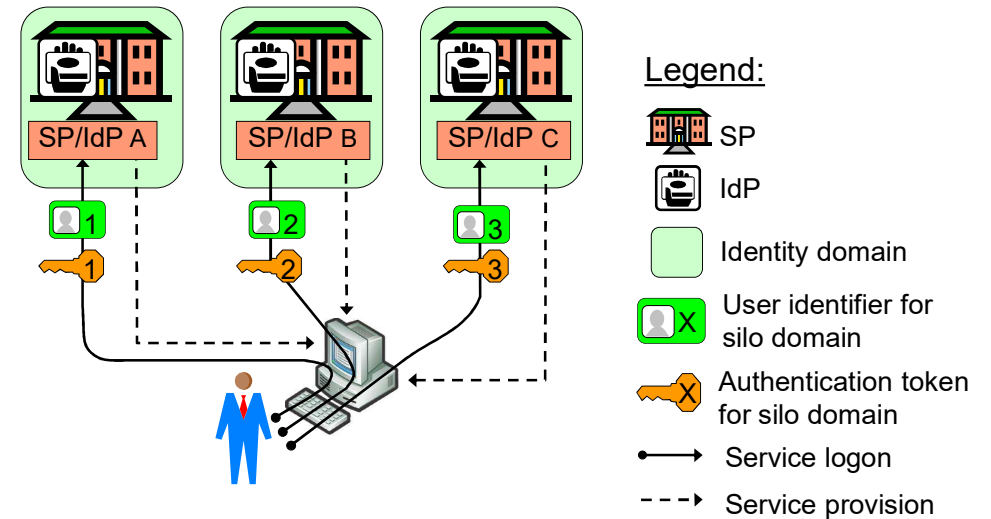 SP/IdP A
SP/IdP B
SP/IdP C
1
2
3
1
2
3
Legend:
SP
IdP
Identity domain
X
User identifier for
silo domain
X
Authentication token
for silo domain
Service logon
Service provision